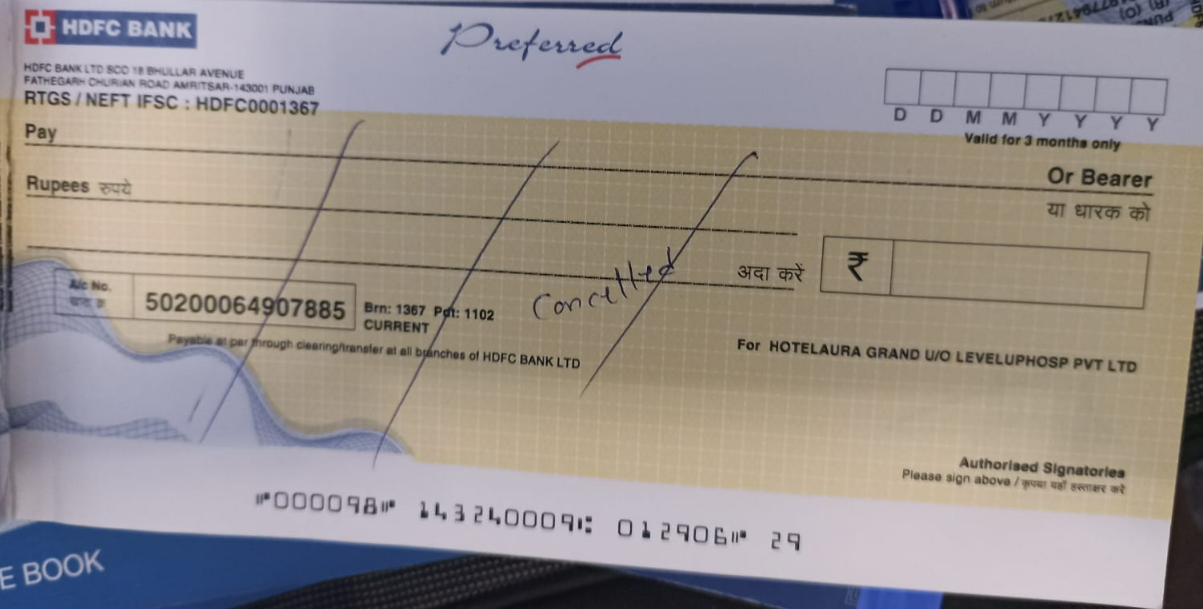 HDFC BANK
Preferred
HDFC BANK LTD SCO 18 BHULLAR AVENUE
FATHEGARH CHURIAN ROAD AMRITSAR-143001 PUNJAB
RTGS / NEFT IFSC : HDFC0001367
D D M M Y Y Y Y
Valid for 3 months only
Pay
Or Bearer
Rupees रुपये
या धारक को
अदा करें ₹
Cancelled
A/c No.
50200064907885
Brn: 1367 Pdt: 1102
CURRENT
Payable at par through clearing/transfer at all branches of HDFC BANK LTD
For HOTELAURA GRAND U/O LEVELUPHOSP PVT LTD
Authorised Signatories
Please sign above / कृपया यहाँ हस्ताक्षर करें
⑈000098⑈ 143240009⑆ 012906⑈ 29
E BOOK